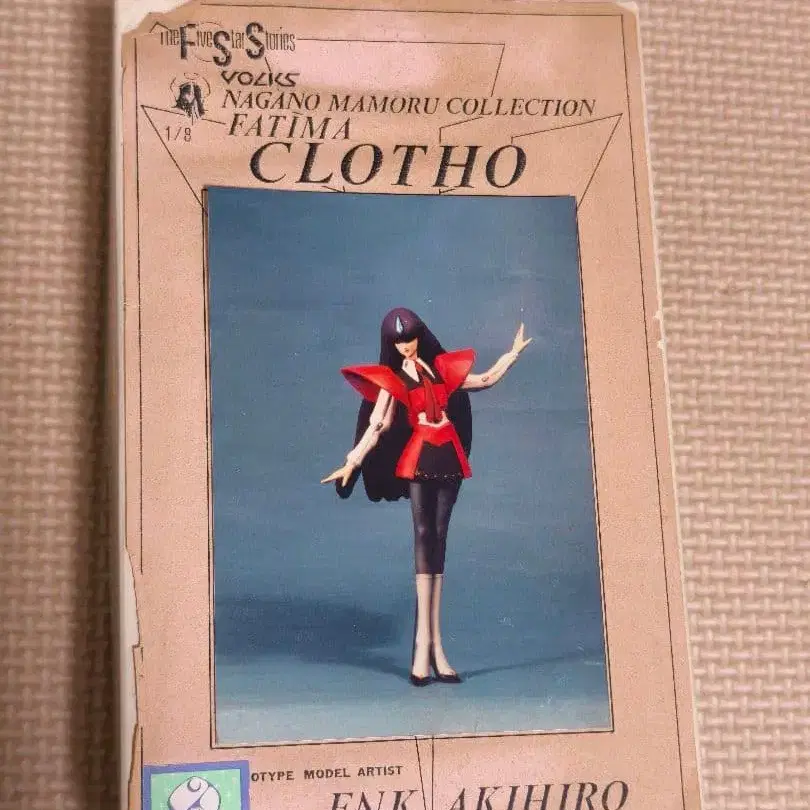 The Five Star Stories
VOLKS
NAGANO MAMORU COLLECTION
1/8
FATIMA
CLOTHO
OTYPE MODEL ARTIST
ENK AKIHIRO